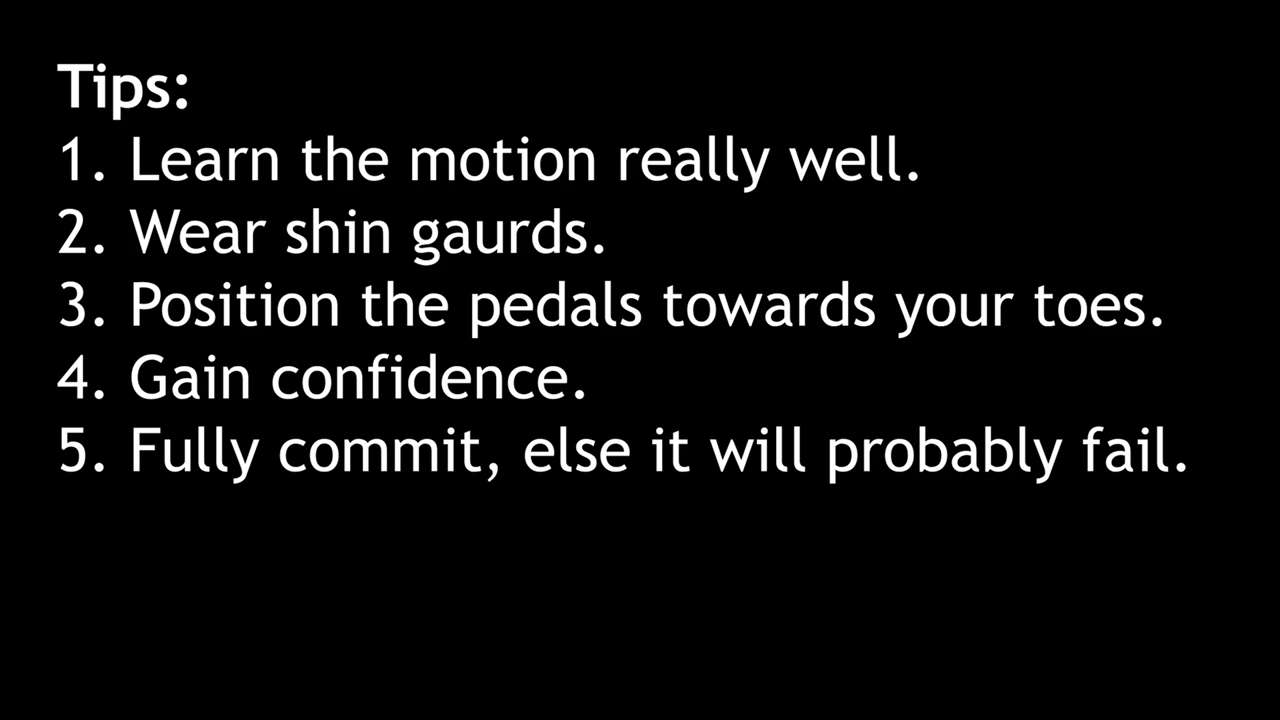 Tips:
1. Learn the motion really well.
2. Wear shin gaurds.
3. Position the pedals towards your toes.
4. Gain confidence.
5. Fully commit, else it will probably fail.